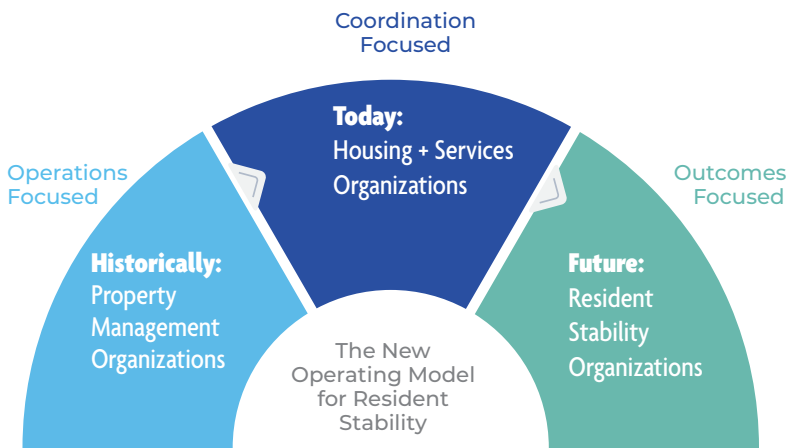 Coordination
Focused
Today:
Housing + Services
Organizations
Operations
Focused
Outcomes
Focused
Historically:
Property
Management
Organizations
Future:
Resident
Stability
Organizations
The New
Operating Model
for Resident
Stability